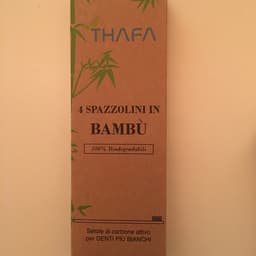 THAFA
4 SPAZZOLINI IN
BAMBÙ
100% Biodegradabile
Setole al carbone attivo
per DENTI PIÙ BIANCHI